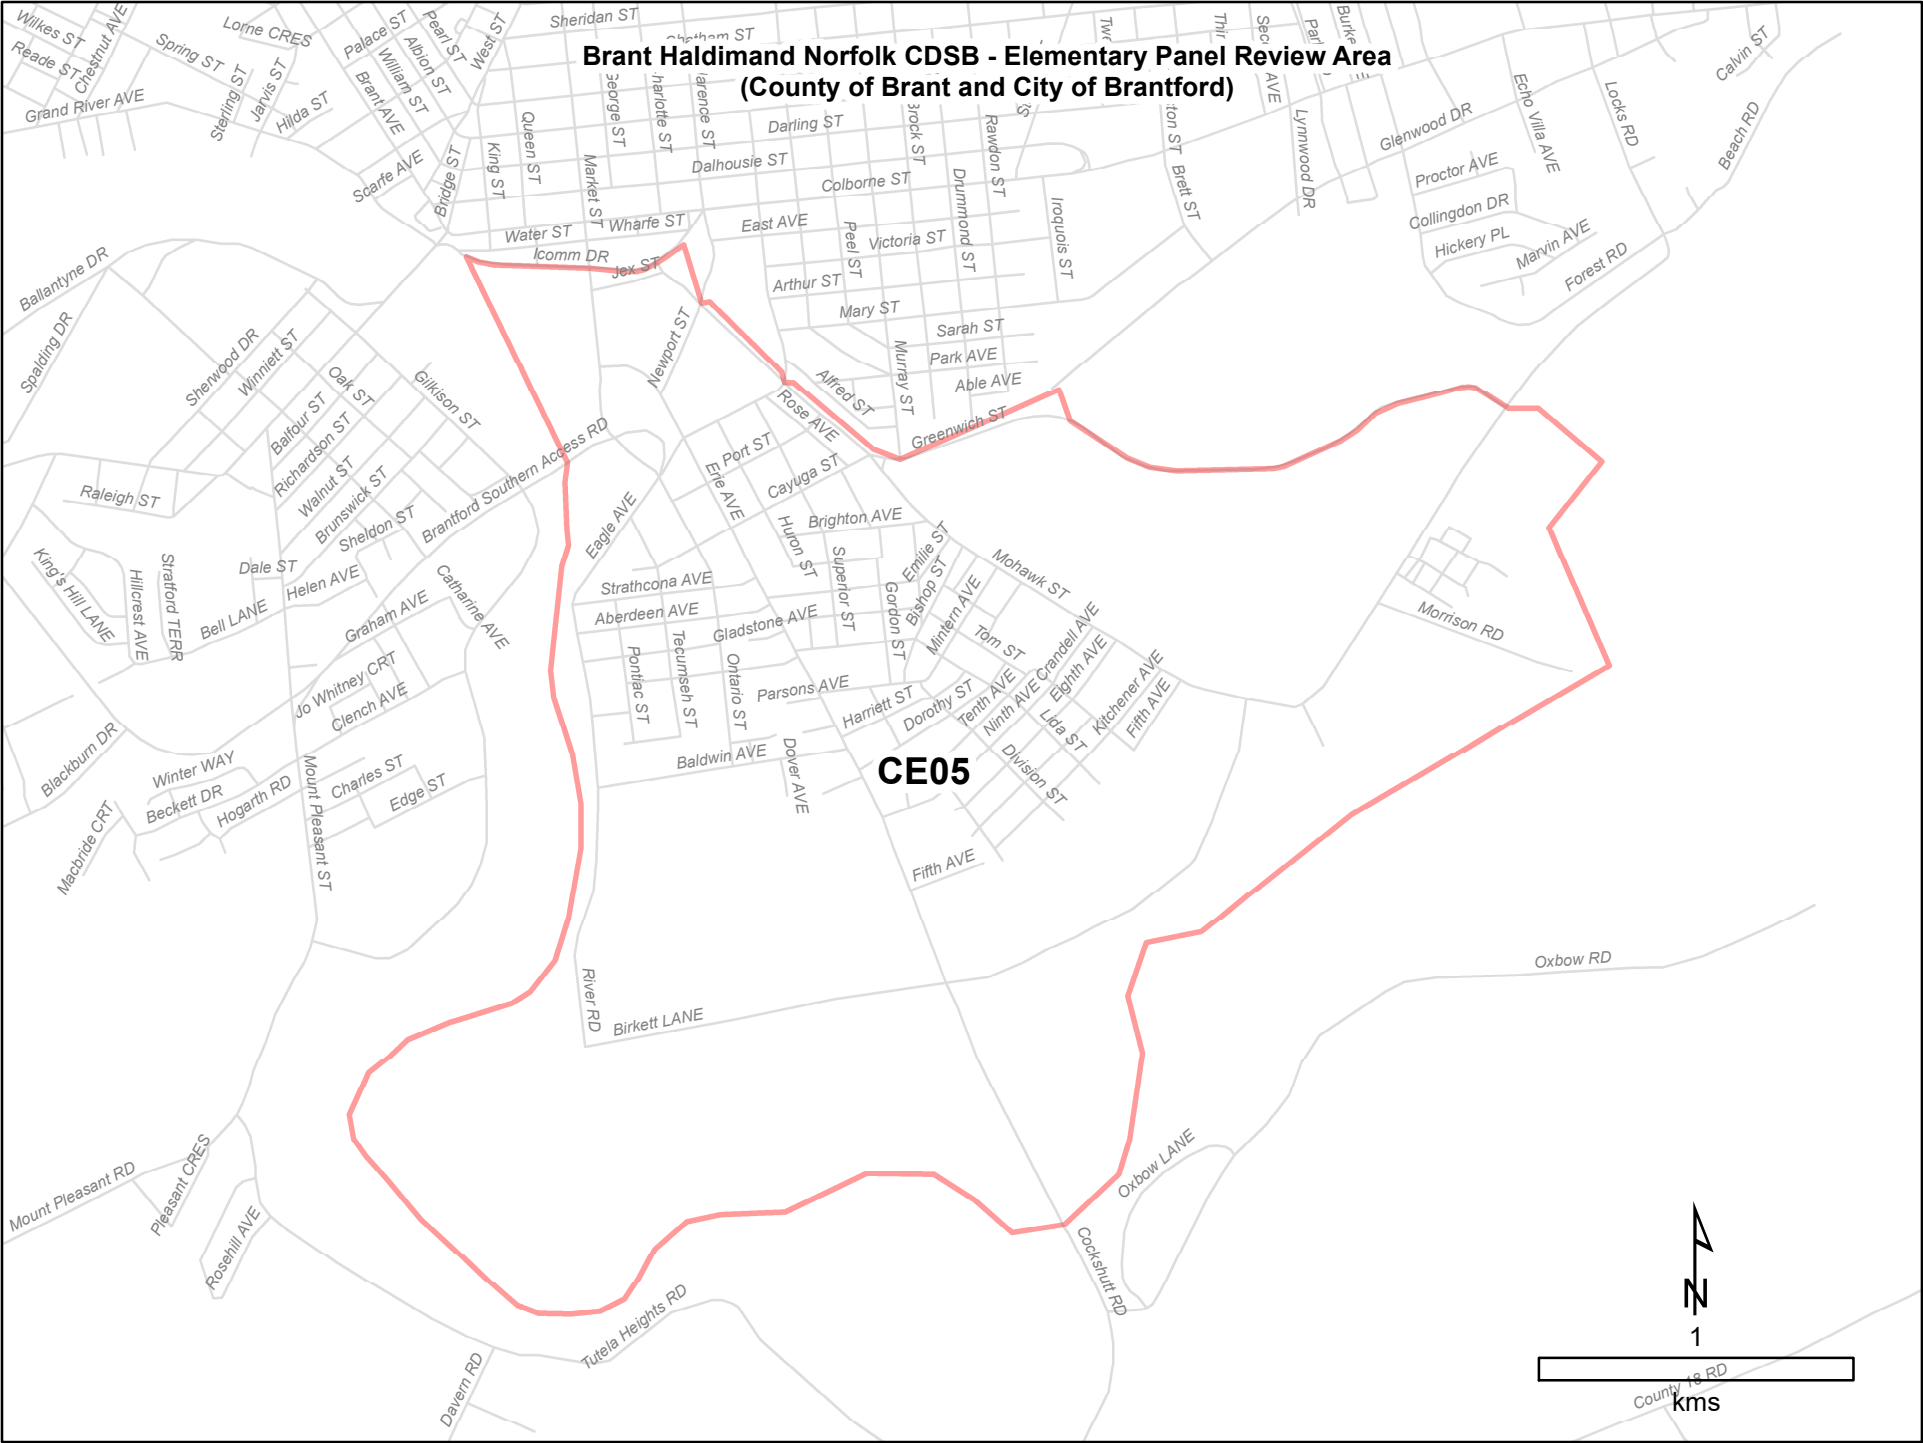 Brant Haldimand Norfolk CDSB - Elementary Panel Review Area
(County of Brant and City of Brantford)
Wilkes ST
Reade ST
Chestnut AVE
Spring ST
Lorne CRES
Palace ST
Pearl ST
Albion ST
West ST
Sheridan ST
Chatham ST
Grand River AVE
Sterling ST
Jarvis ST
Hilda ST
Brant AVE
William ST
Scarfe AVE
Bridge ST
King ST
Queen ST
Market ST
George ST
Darling ST
Dalhousie ST
Colborne ST
Brock ST
Rawdon ST
Drummond ST
Iroquois ST
Brett ST
Lynnwood DR
Glenwood DR
Echo Villa AVE
Locks RD
Beach RD
Calvin ST
Proctor AVE
Collingdon DR
Hickery PL
Marvin AVE
Forest RD
Water ST
Wharfe ST
Icomm DR
Jex ST
East AVE
Peel ST
Victoria ST
Arthur ST
Mary ST
Sarah ST
Park AVE
Able AVE
Murray ST
Alfred ST
Greenwich ST
Newport ST
Rose AVE
Ballantyne DR
Spalding DR
Sherwood DR
Winniett ST
Oak ST
Balfour ST
Richardson ST
Walnut ST
Brunswick ST
Sheldon ST
Gilkison ST
Brantford Southern Access RD
Raleigh ST
King's Hill LANE
Hillcrest AVE
Stratford TERR
Dale ST
Helen AVE
Bell LANE
Graham AVE
Catharine AVE
Jo Whitney CRT
Clench AVE
Port ST
Cayuga ST
Erie AVE
Eagle AVE
Huron ST
Brighton AVE
Superior ST
Gordon ST
Emilie ST
Bishop ST
Mintern AVE
Mohawk ST
Tom ST
Crandell AVE
Eighth AVE
Kitchener AVE
Fifth AVE
Tenth AVE
Ninth AVE
Lida ST
Division ST
Dorothy ST
Harriett ST
Strathcona AVE
Aberdeen AVE
Gladstone AVE
Pontiac ST
Tecumseh ST
Ontario ST
Parsons AVE
Baldwin AVE
Dover AVE
CE05
Fifth AVE
Morrison RD
Blackburn DR
Winter WAY
Beckett DR
Hogarth RD
Macbride CRT
Charles ST
Edge ST
Mount Pleasant ST
River RD
Birkett LANE
Oxbow RD
Oxbow LANE
Cockshutt RD
Mount Pleasant RD
Pleasant CRES
Rosehill AVE
Tutela Heights RD
Davern RD
County 18 RD
N
1
kms